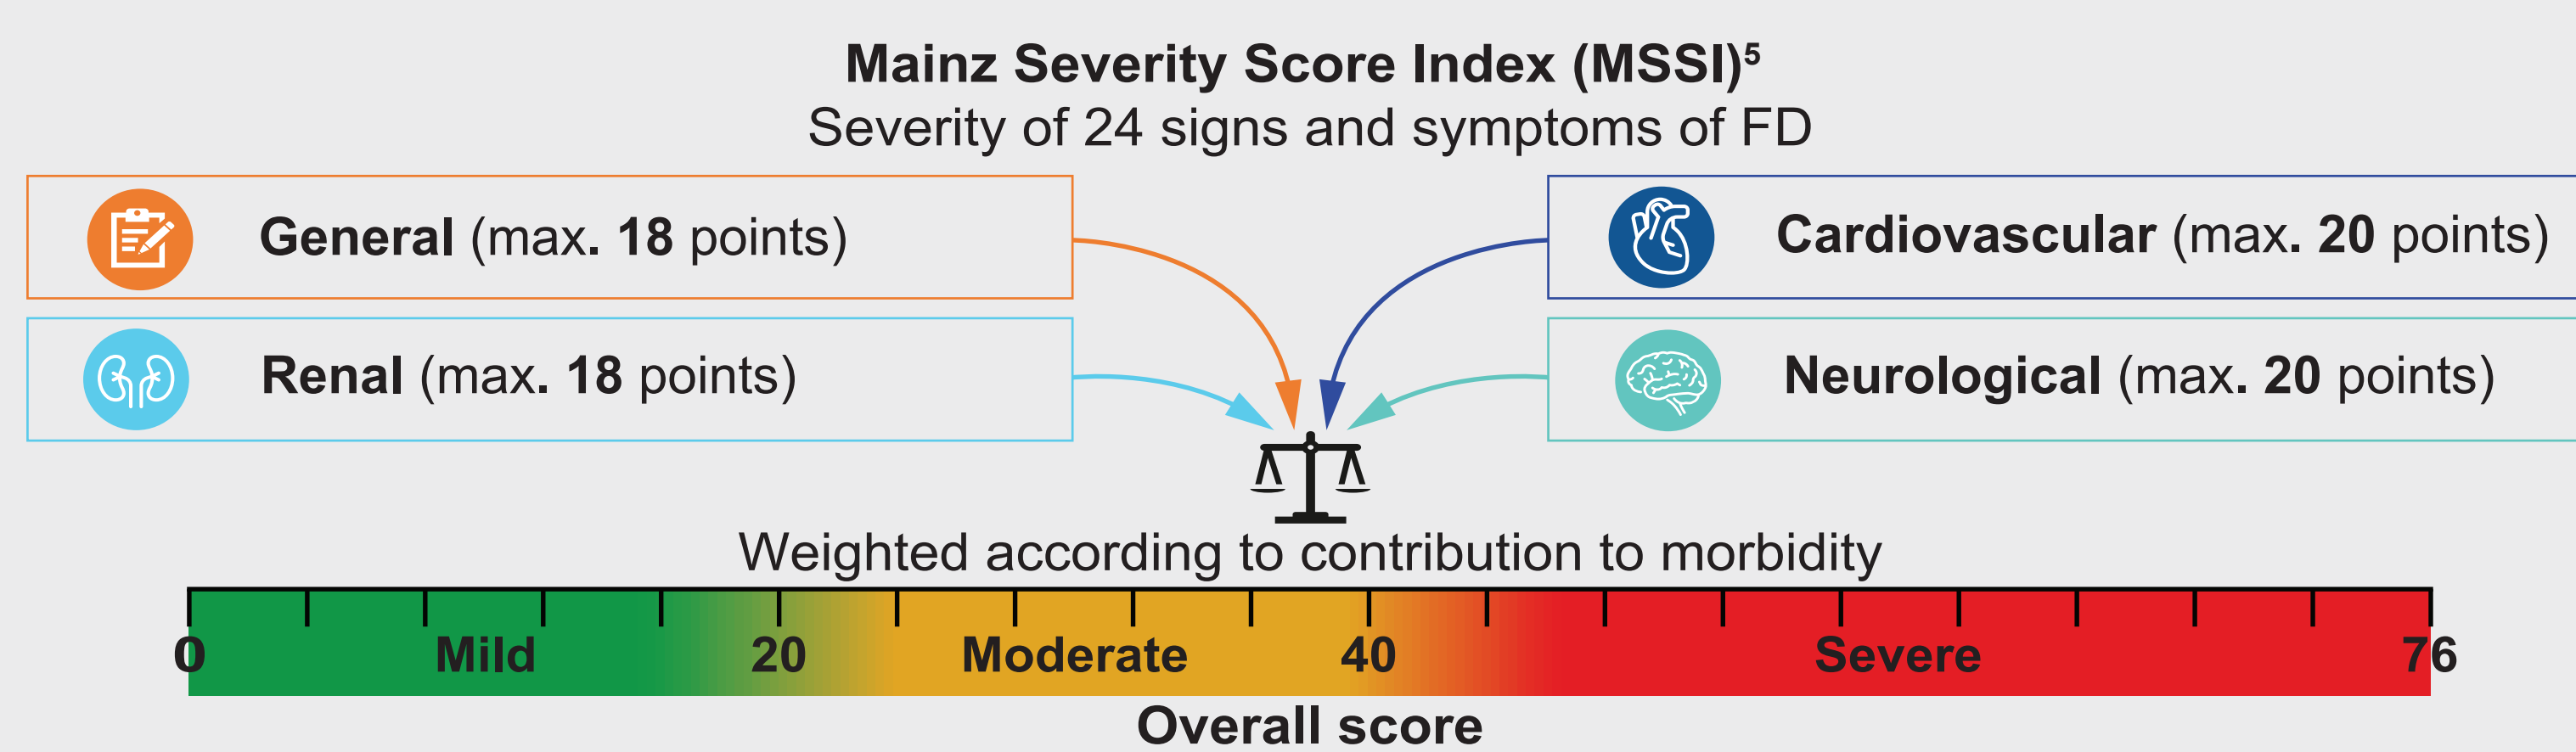 Mainz Severity Score Index (MSSI)⁵
Severity of 24 signs and symptoms of FD
General (max. 18 points)
Cardiovascular (max. 20 points)
Renal (max. 18 points)
Neurological (max. 20 points)
Weighted according to contribution to morbidity
0 Mild 20 Moderate 40 Severe 76
Overall score